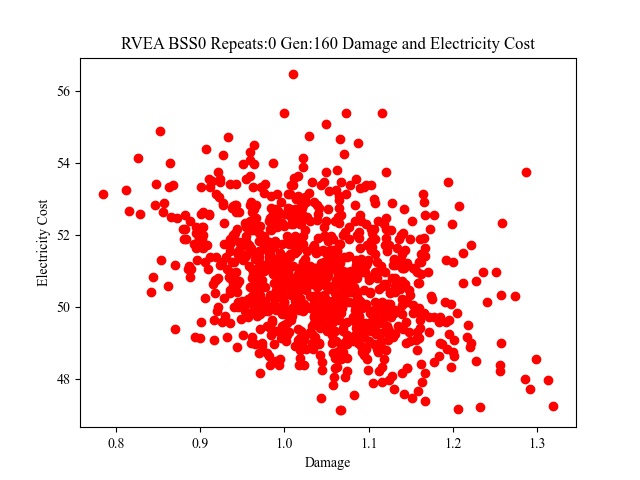 RVEA BSS0 Repeats:0 Gen:160 Damage and Electricity Cost
56
54
52
50
48
Electricity Cost
0.8 0.9 1.0 1.1 1.2 1.3
Damage